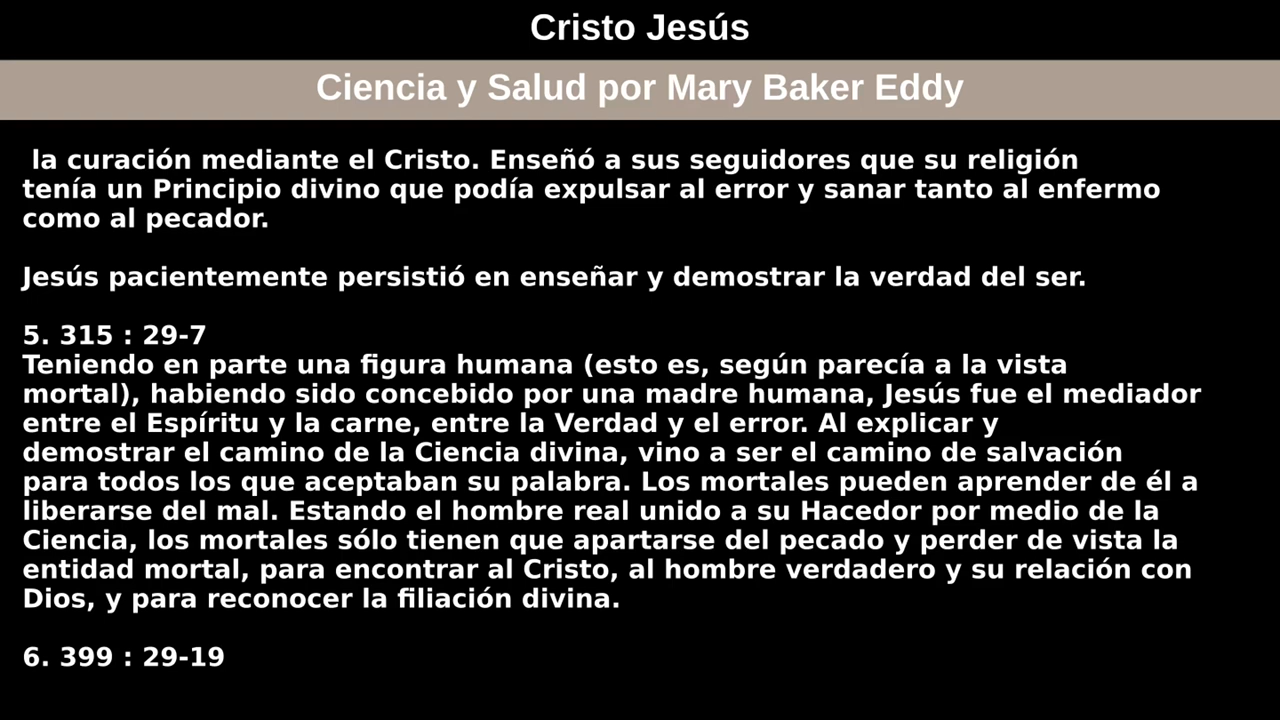 Cristo Jesús
Ciencia y Salud por Mary Baker Eddy
la curación mediante el Cristo. Enseñó a sus seguidores que su religión
tenía un Principio divino que podía expulsar al error y sanar tanto al enfermo
como al pecador.
Jesús pacientemente persistió en enseñar y demostrar la verdad del ser.
5. 315 : 29-7
Teniendo en parte una figura humana (esto es, según parecía a la vista
mortal), habiendo sido concebido por una madre humana, Jesús fue el mediador
entre el Espíritu y la carne, entre la Verdad y el error. Al explicar y
demostrar el camino de la Ciencia divina, vino a ser el camino de salvación
para todos los que aceptaban su palabra. Los mortales pueden aprender de él a
liberarse del mal. Estando el hombre real unido a su Hacedor por medio de la
Ciencia, los mortales sólo tienen que apartarse del pecado y perder de vista la
entidad mortal, para encontrar al Cristo, al hombre verdadero y su relación con
Dios, y para reconocer la filiación divina.
6. 399 : 29-19